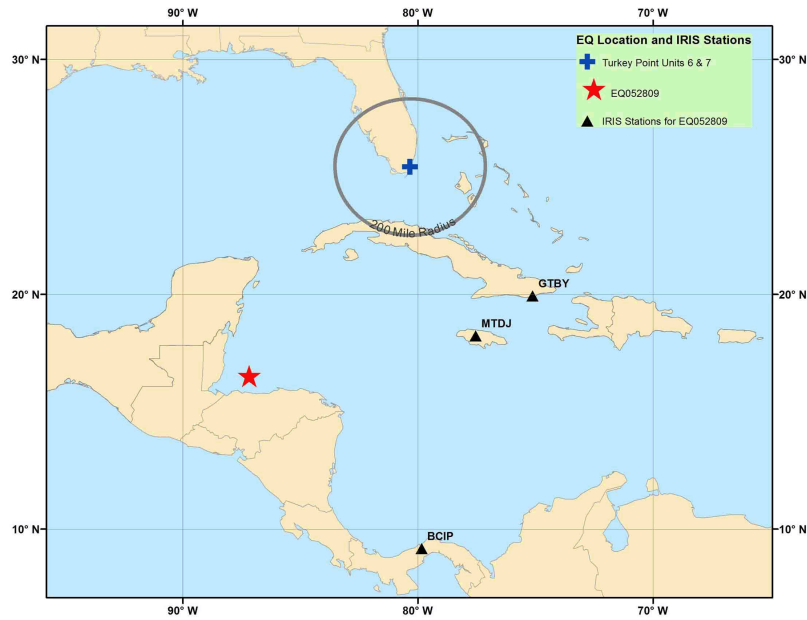 90° W
80° W
70° W
30° N
30° N
EQ Location and IRIS Stations
Turkey Point Units 6 & 7
EQ052809
IRIS Stations for EQ052809
200 Mile Radius
GTBY
20° N
20° N
MTDJ
BCIP
10° N
10° N
90° W
80° W
70° W